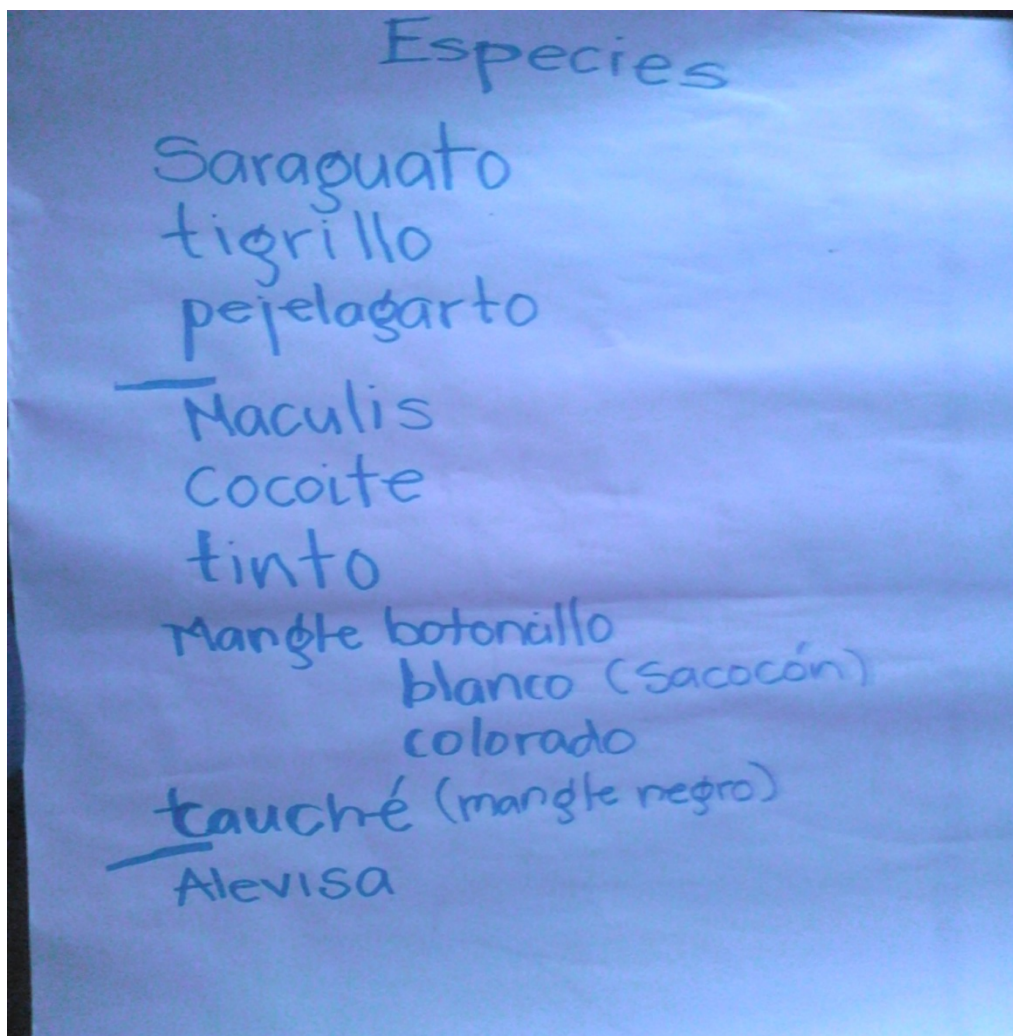 Especies
Saraguato
tigrillo
pejelagarto
Maculis
Cocoite
tinto
Mangle botoncillo
blanco (Sacocón)
colorado
tauché (mangle negro)
Alevisa